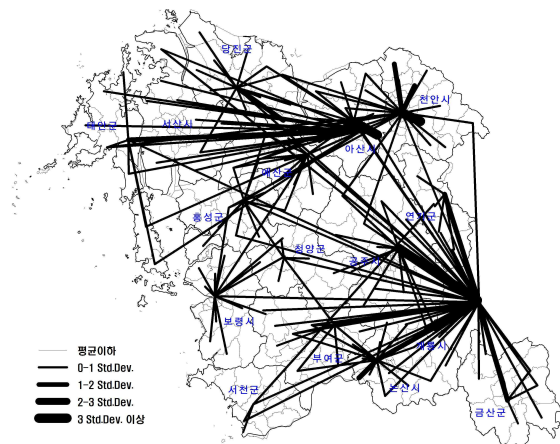 당진군
천안시
태안군
서산시
아산시
예산군
홍성군
연기군
청양군
공주시
보령시
계룡시
부여군
논산시
서천군
금산군
평균이하
0-1 Std.Dev.
1-2 Std.Dev.
2-3 Std.Dev.
3 Std.Dev. 이상